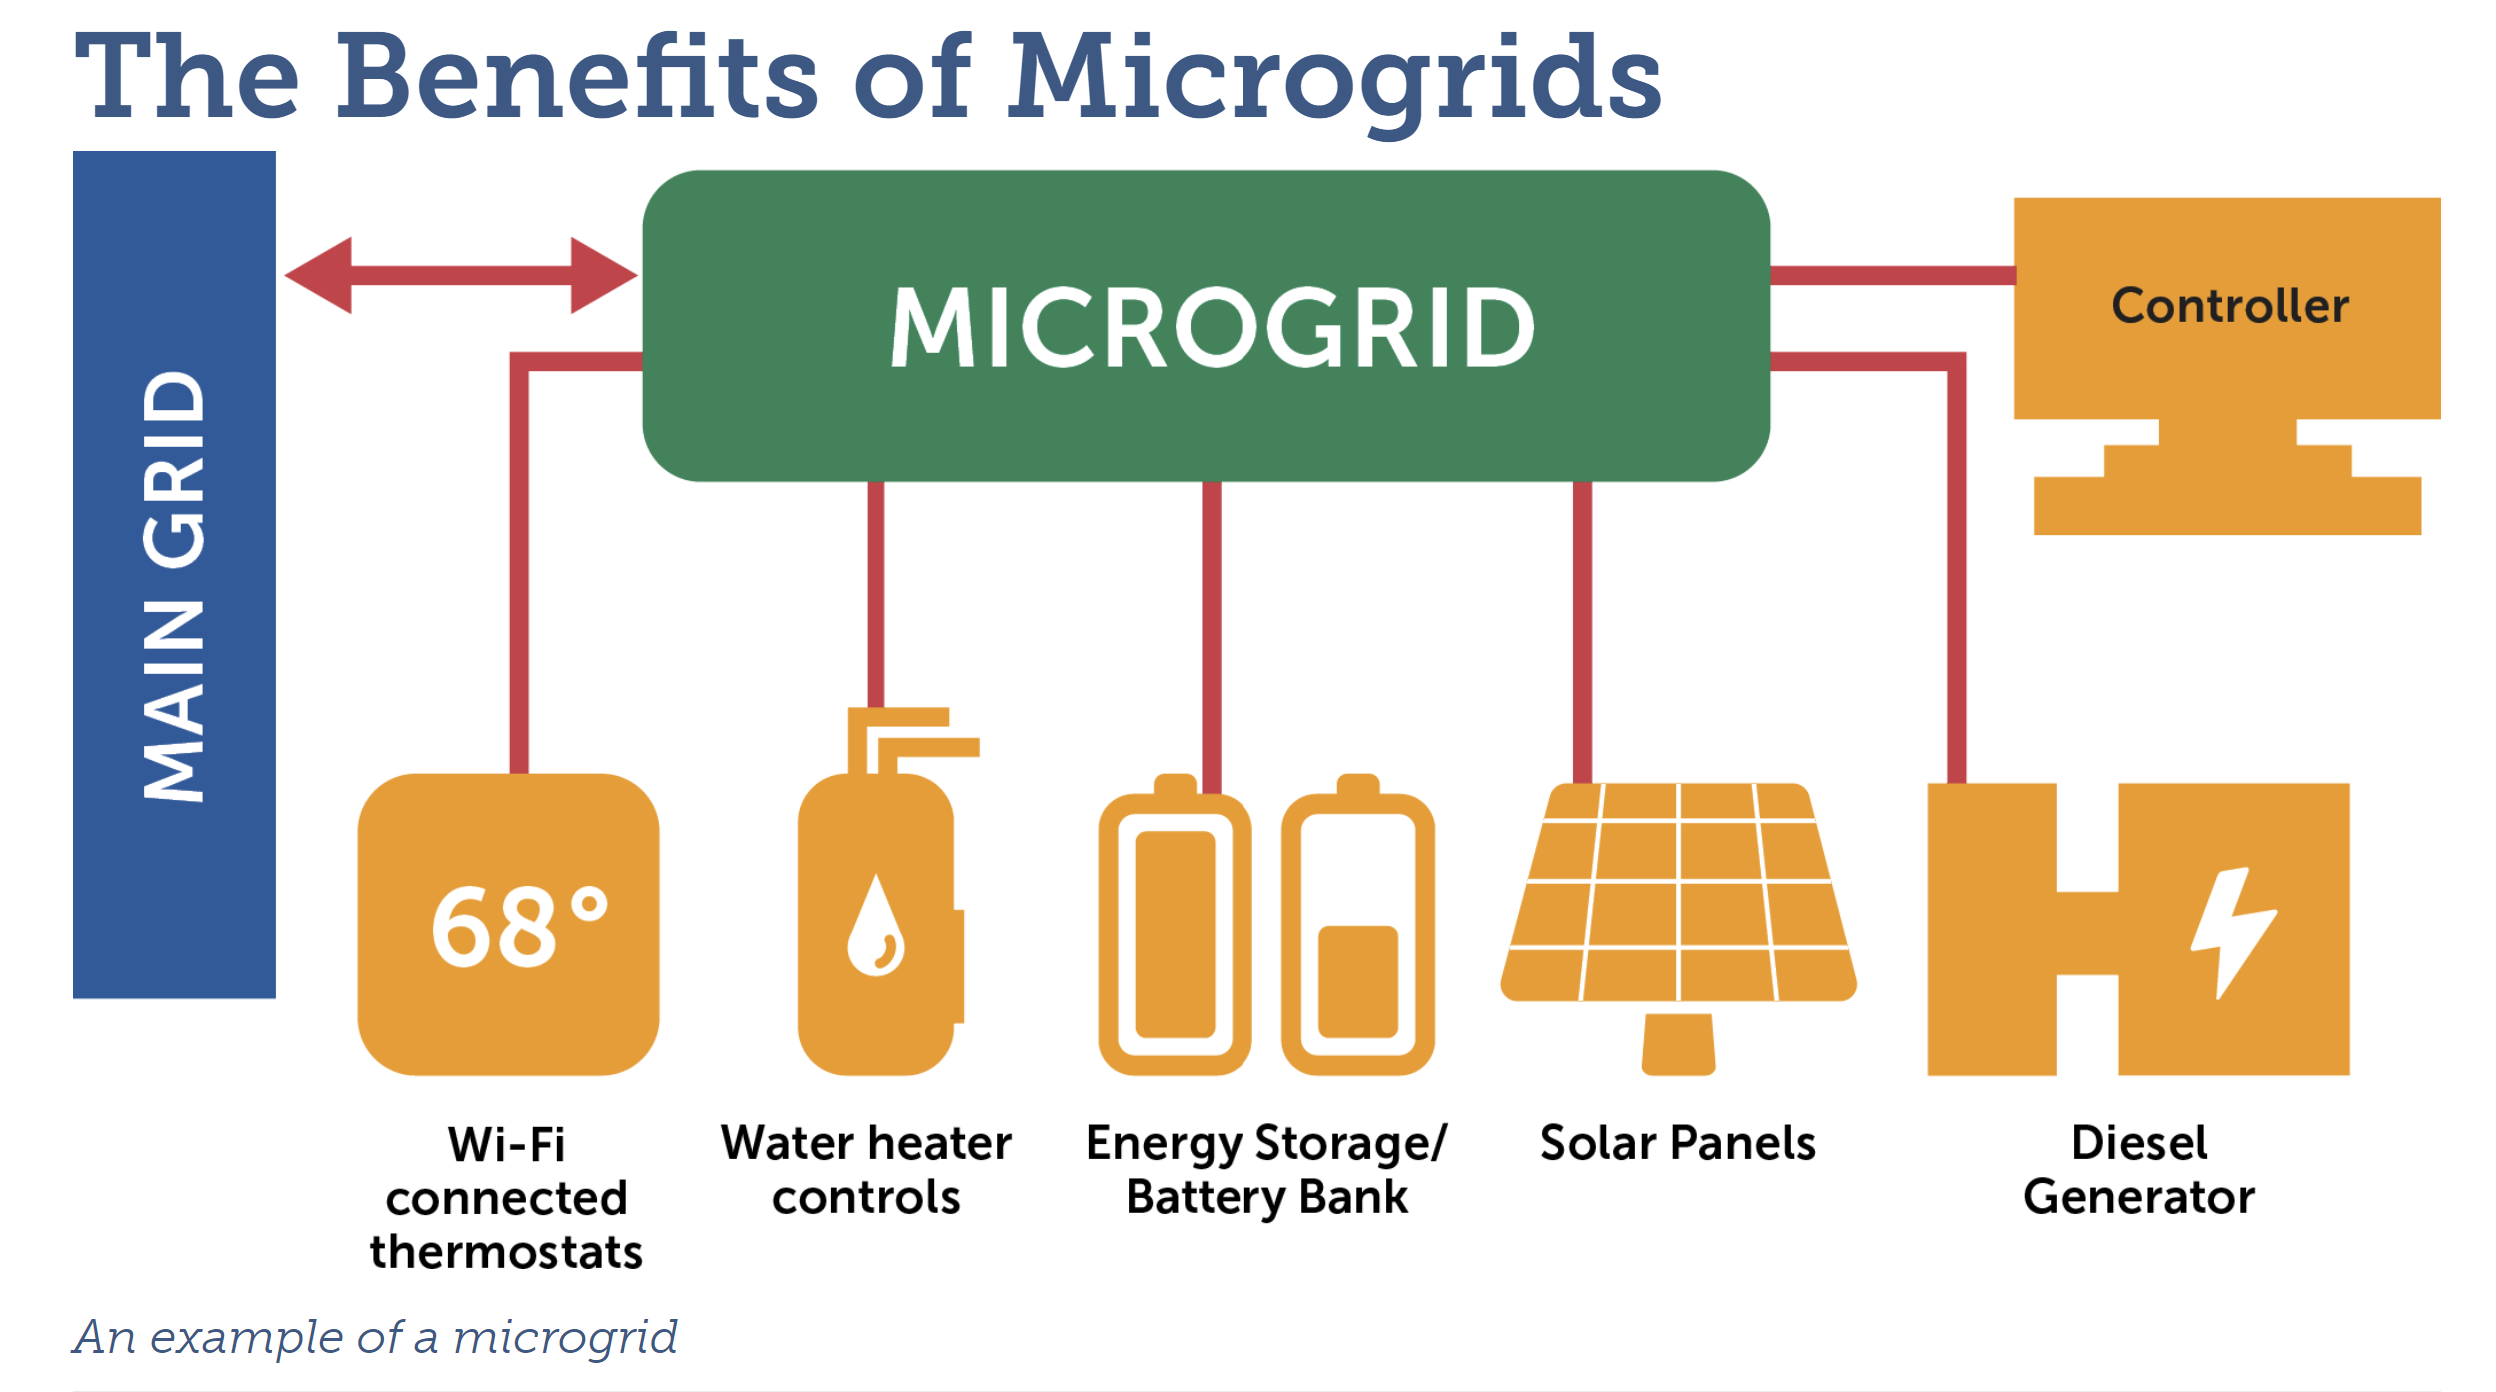 The Benefits of Microgrids
MAIN GRID
MICROGRID
Controller
68°
Wi-Fi
connected
thermostats
Water heater
controls
Energy Storage/
Battery Bank
Solar Panels
Diesel
Generator
An example of a microgrid